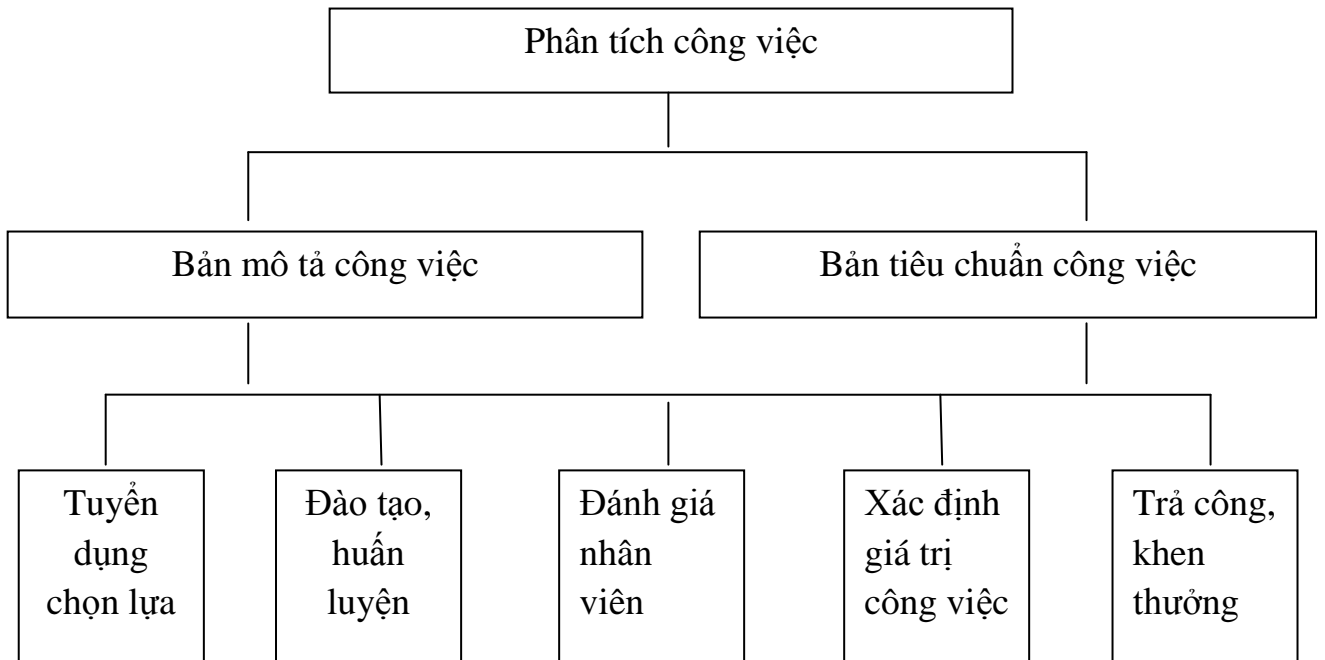 Phân tích công việc
Bản mô tả công việc
Bản tiêu chuẩn công việc
Tuyển
dụng
chọn lựa
Đào tạo,
huấn
luyện
Đánh giá
nhân
viên
Xác định
giá trị
công việc
Trả công,
khen
thưởng